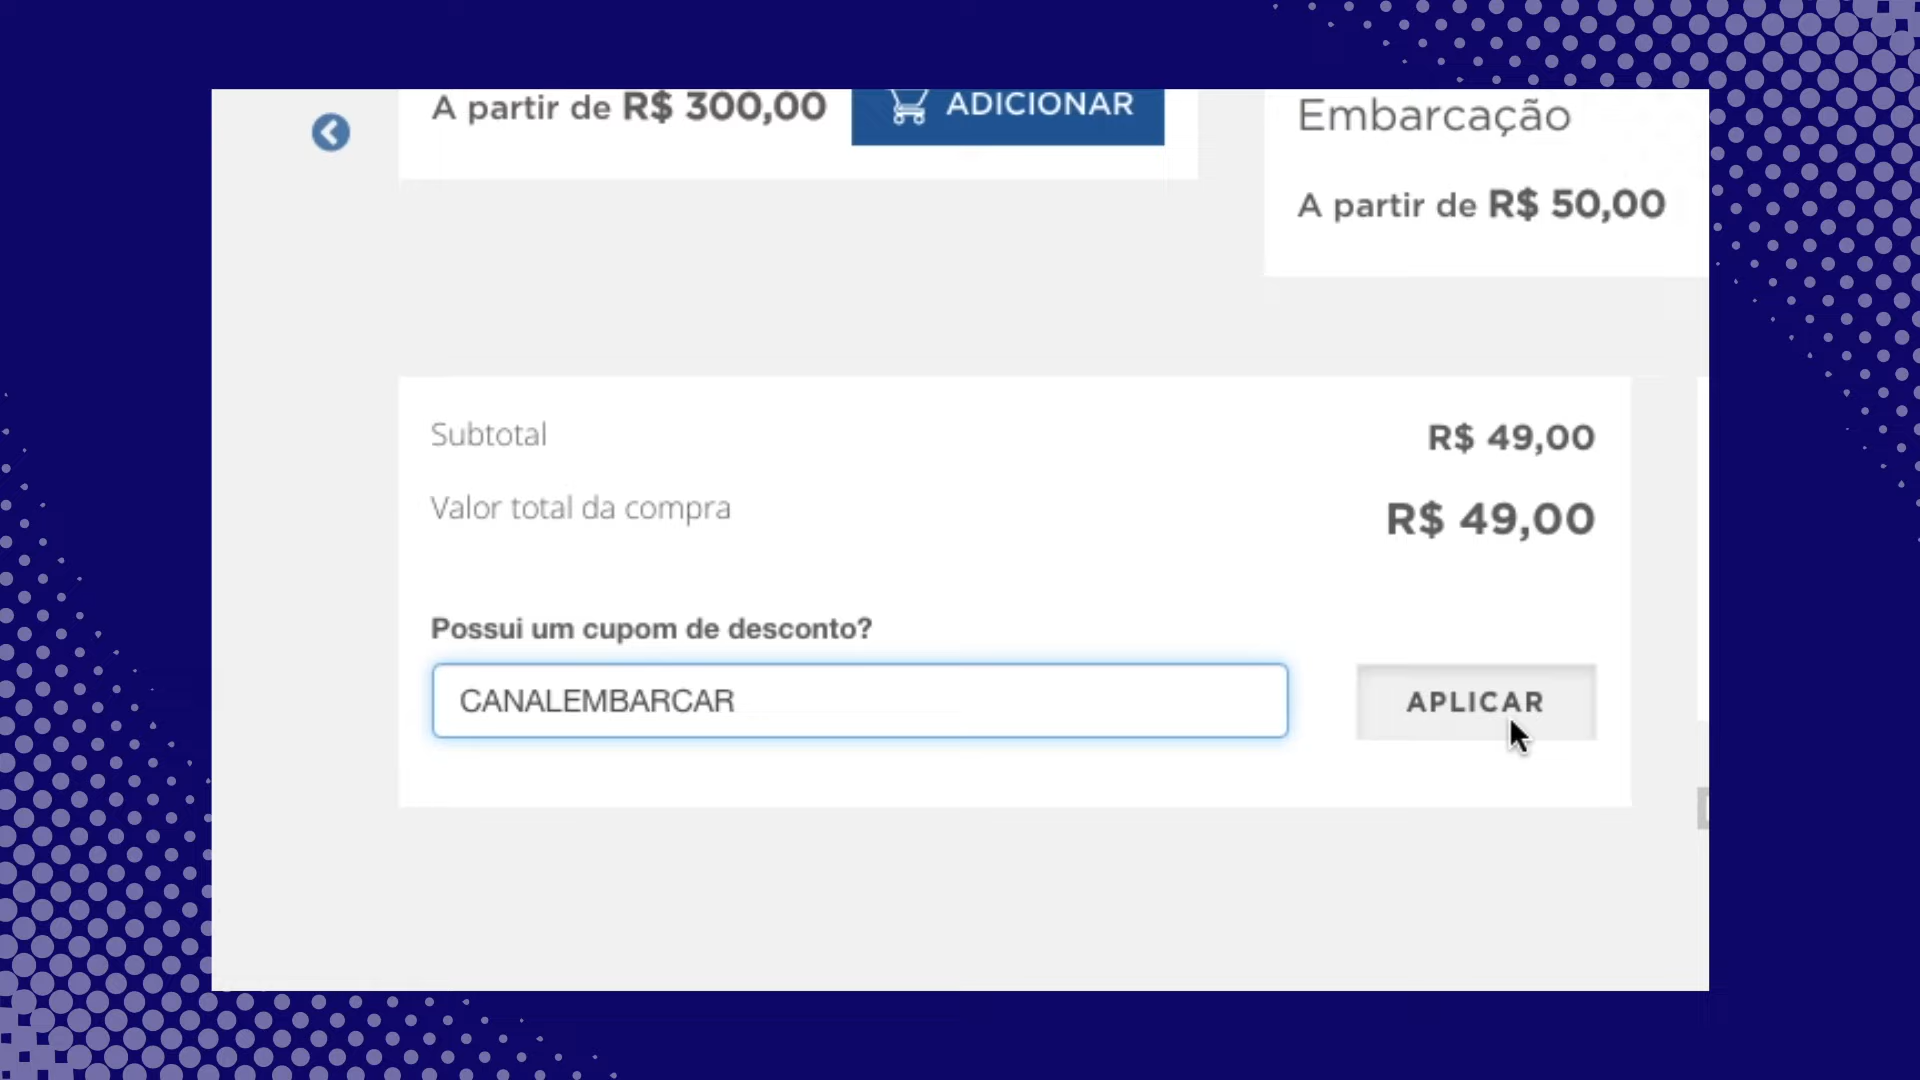 A partir de R$ 300,00
ADICIONAR
Embarcação
A partir de R$ 50,00
Subtotal
R$ 49,00
Valor total da compra
R$ 49,00
Possui um cupom de desconto?
CANALEMBARCAR
APLICAR